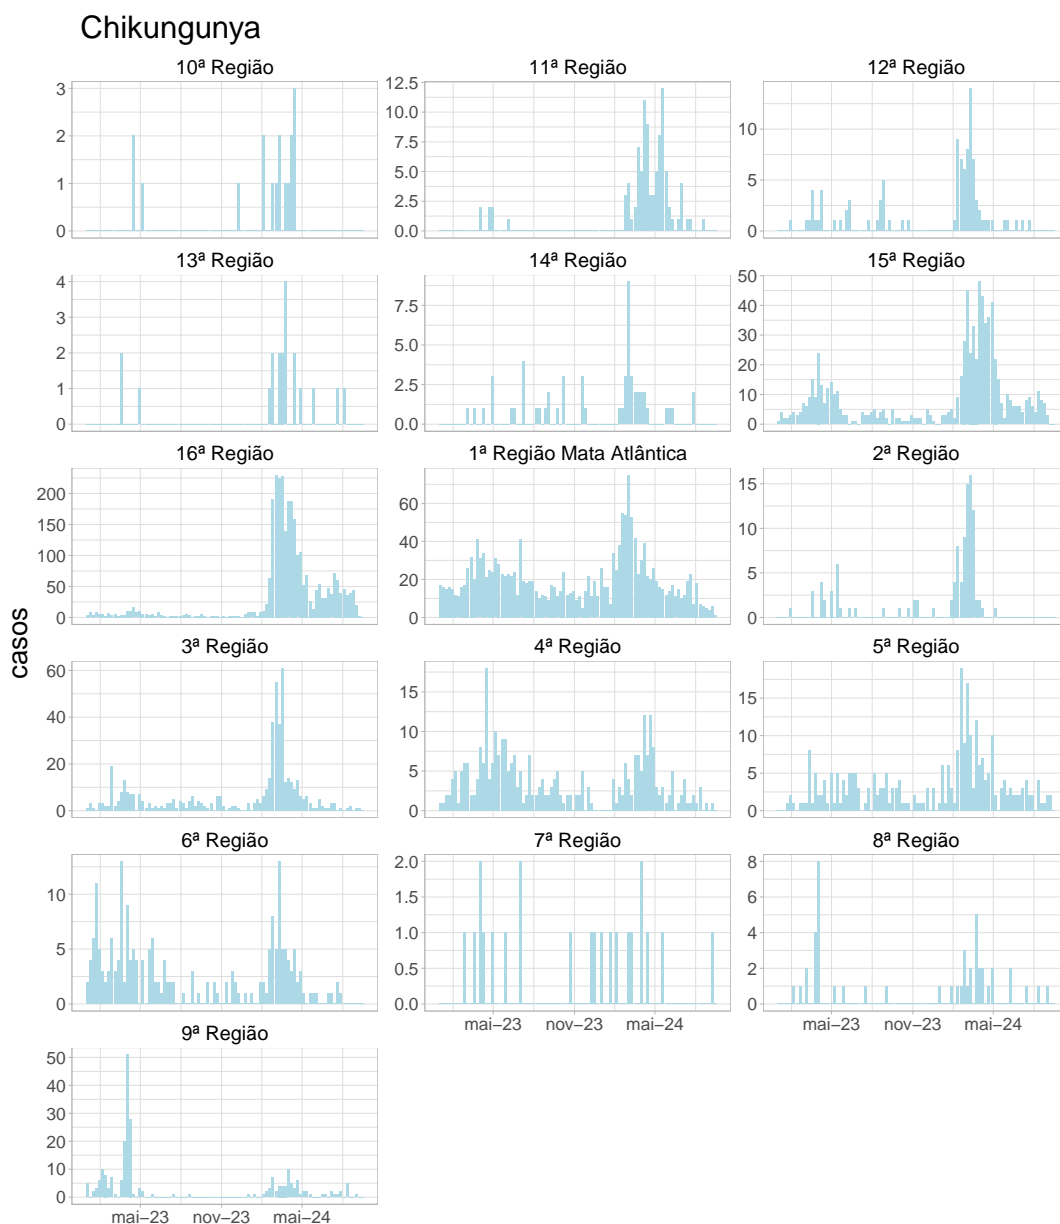 Chikungunya
10ª Região 11ª Região 12ª Região
3 2 1 0
12.5 10.0 7.5 5.0 2.5 0.0
10 5 0
13ª Região 14ª Região 15ª Região
4 3 2 1 0
7.5 5.0 2.5 0.0
50 40 30 20 10 0
16ª Região 1ª Região Mata Atlântica 2ª Região
200 150 100 50 0
60 40 20 0
15 10 5 0
casos
3ª Região 4ª Região 5ª Região
60 40 20 0
15 10 5 0
15 10 5 0
6ª Região 7ª Região 8ª Região
10 5 0
2.0 1.5 1.0 0.5 0.0
8 6 4 2 0
mai−23 nov−23 mai−24 mai−23 nov−23 mai−24
9ª Região
50 40 30 20 10 0
mai−23 nov−23 mai−24